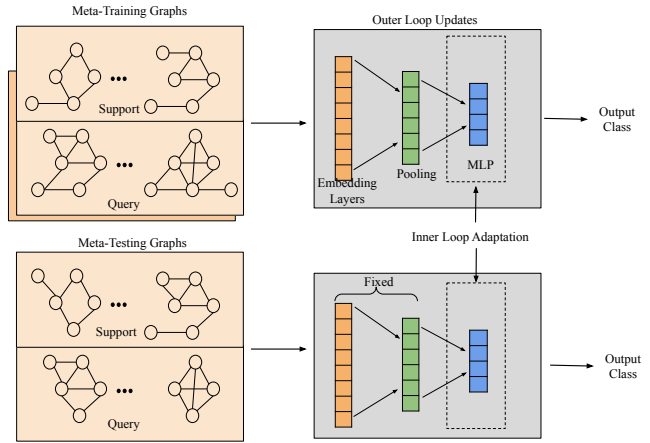 Meta-Training Graphs
Outer Loop Updates
Support
Query
Embedding
Layers
Pooling
MLP
Output
Class
Inner Loop Adaptation
Meta-Testing Graphs
Support
Query
Fixed
Output
Class